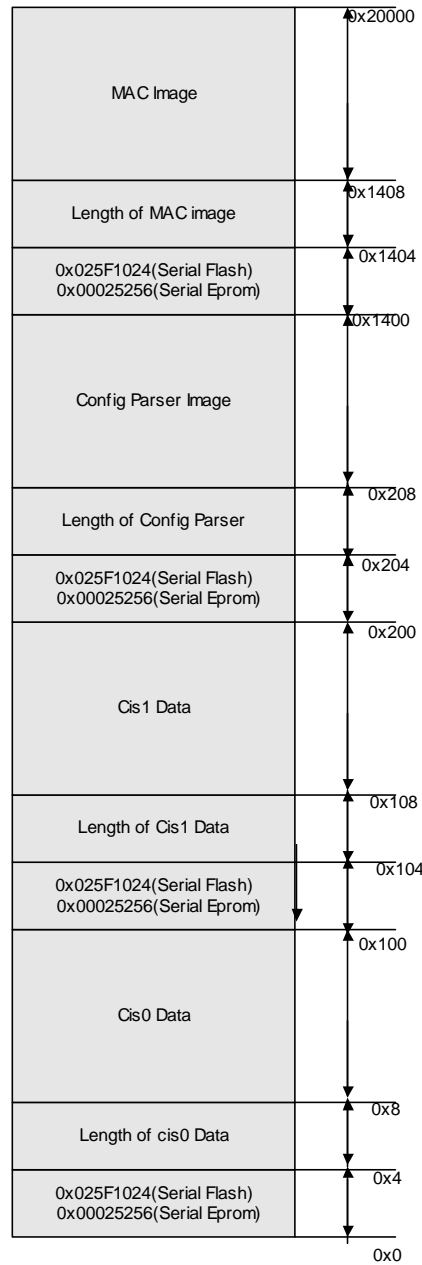 0x20000
MAC Image
0x1408
Length of MAC image
0x1404
0x025F1024(Serial Flash)
0x00025256(Serial Eprom)
0x1400
Config Parser Image
0x208
Length of Config Parser
0x204
0x025F1024(Serial Flash)
0x00025256(Serial Eprom)
0x200
Cis1 Data
0x108
Length of Cis1 Data
0x104
0x025F1024(Serial Flash)
0x00025256(Serial Eprom)
0x100
Cis0 Data
0x8
Length of cis0 Data
0x4
0x025F1024(Serial Flash)
0x00025256(Serial Eprom)
0x0